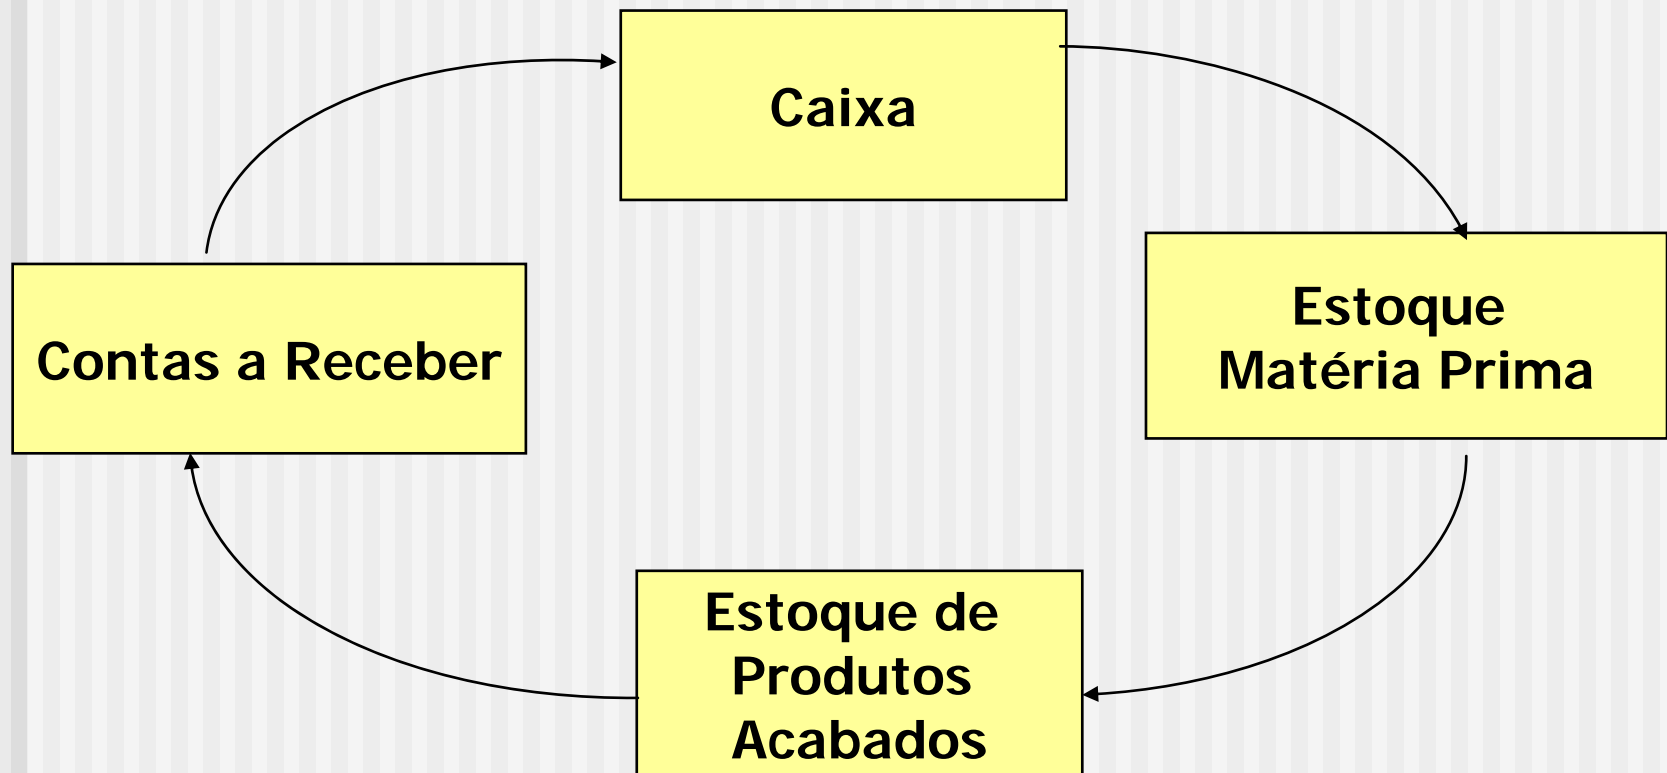 Caixa
Estoque
Matéria Prima
Contas a Receber
Estoque de
Produtos
Acabados